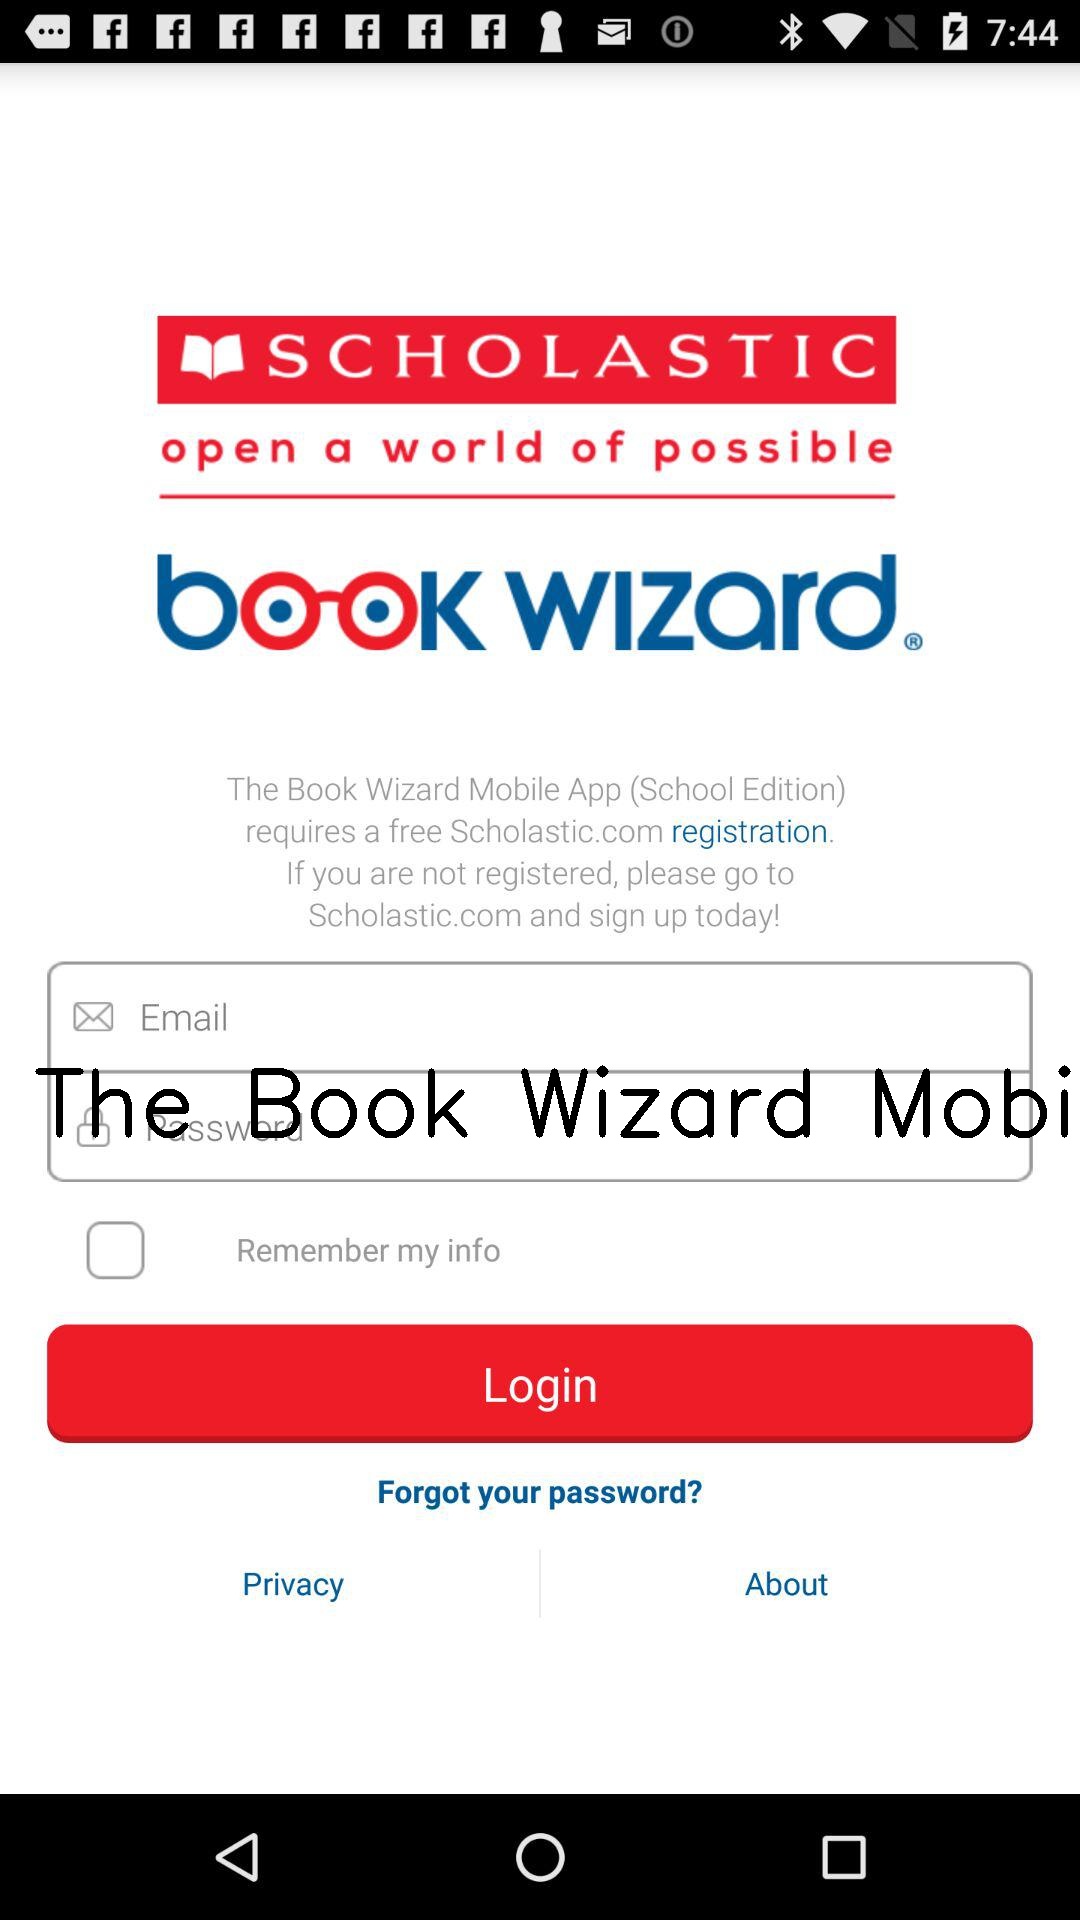 7:44
SCHOLASTIC
open a world of possible
book wizard®
The Book Wizard Mobile App (School Edition)
requires a free Scholastic.com registration.
If you are not registered, please go to
Scholastic.com and sign up today!
Email
The Book Wizard Mobi
Password
Remember my info
Login
Forgot your password?
Privacy
About